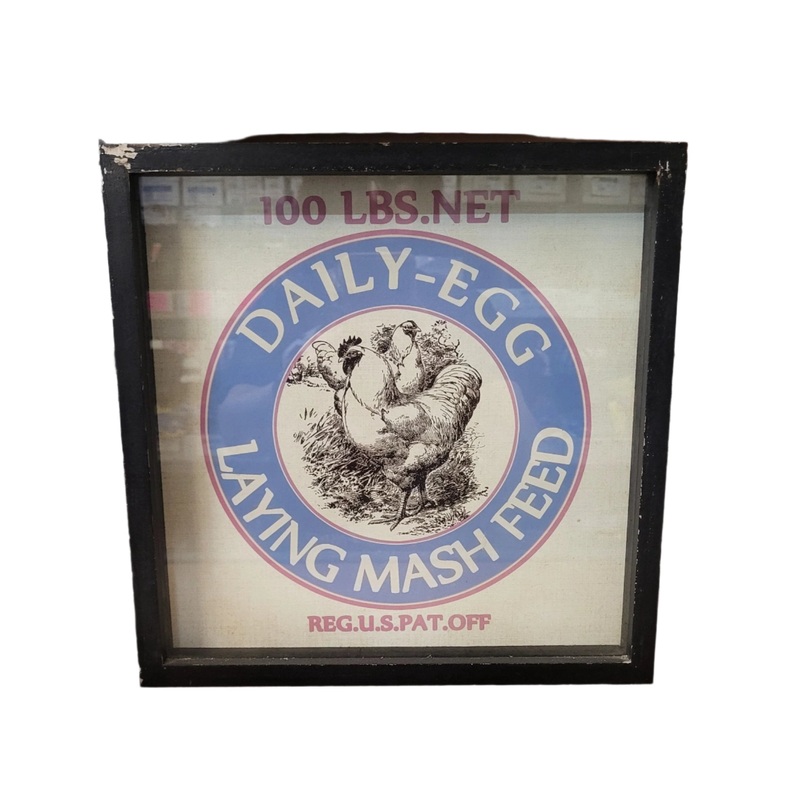 100 LBS.NET
DAILY-EGG
LAYING MASH FEED
REG.U.S.PAT.OFF